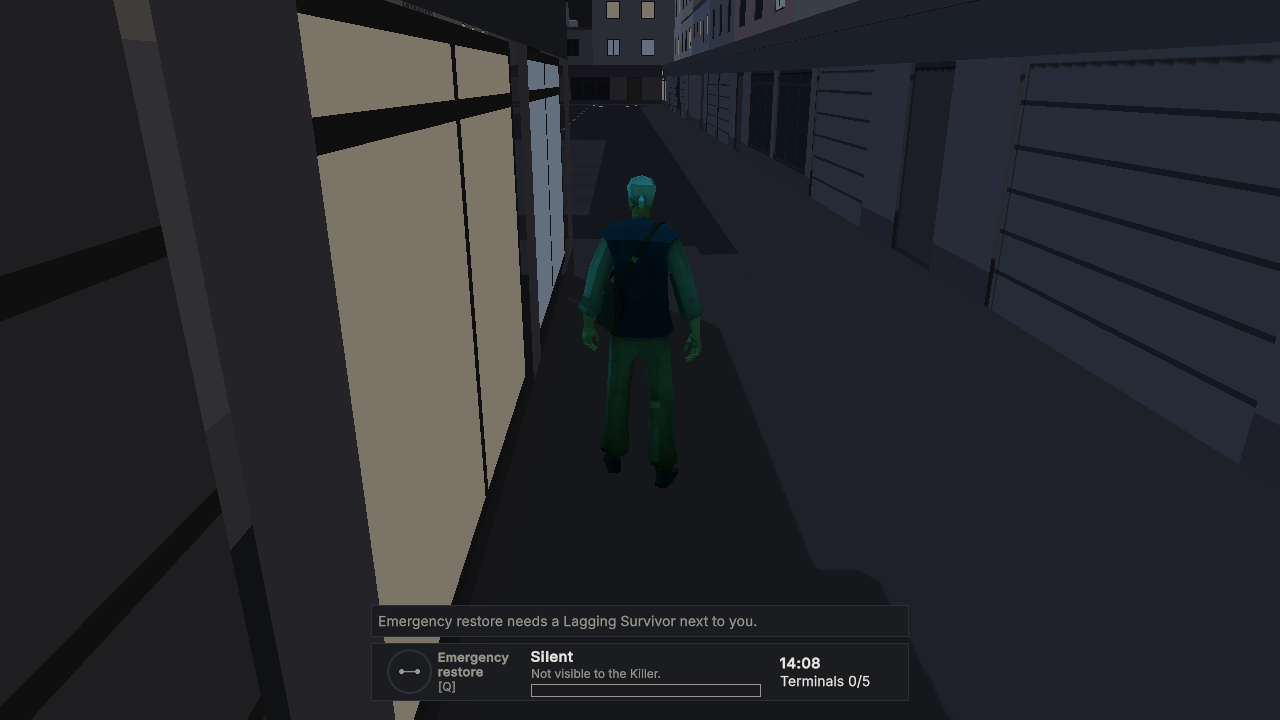 Emergency restore needs a Lagging Survivor next to you.
Emergency
restore
[Q]
Silent
Not visible to the Killer.
14:08
Terminals 0/5